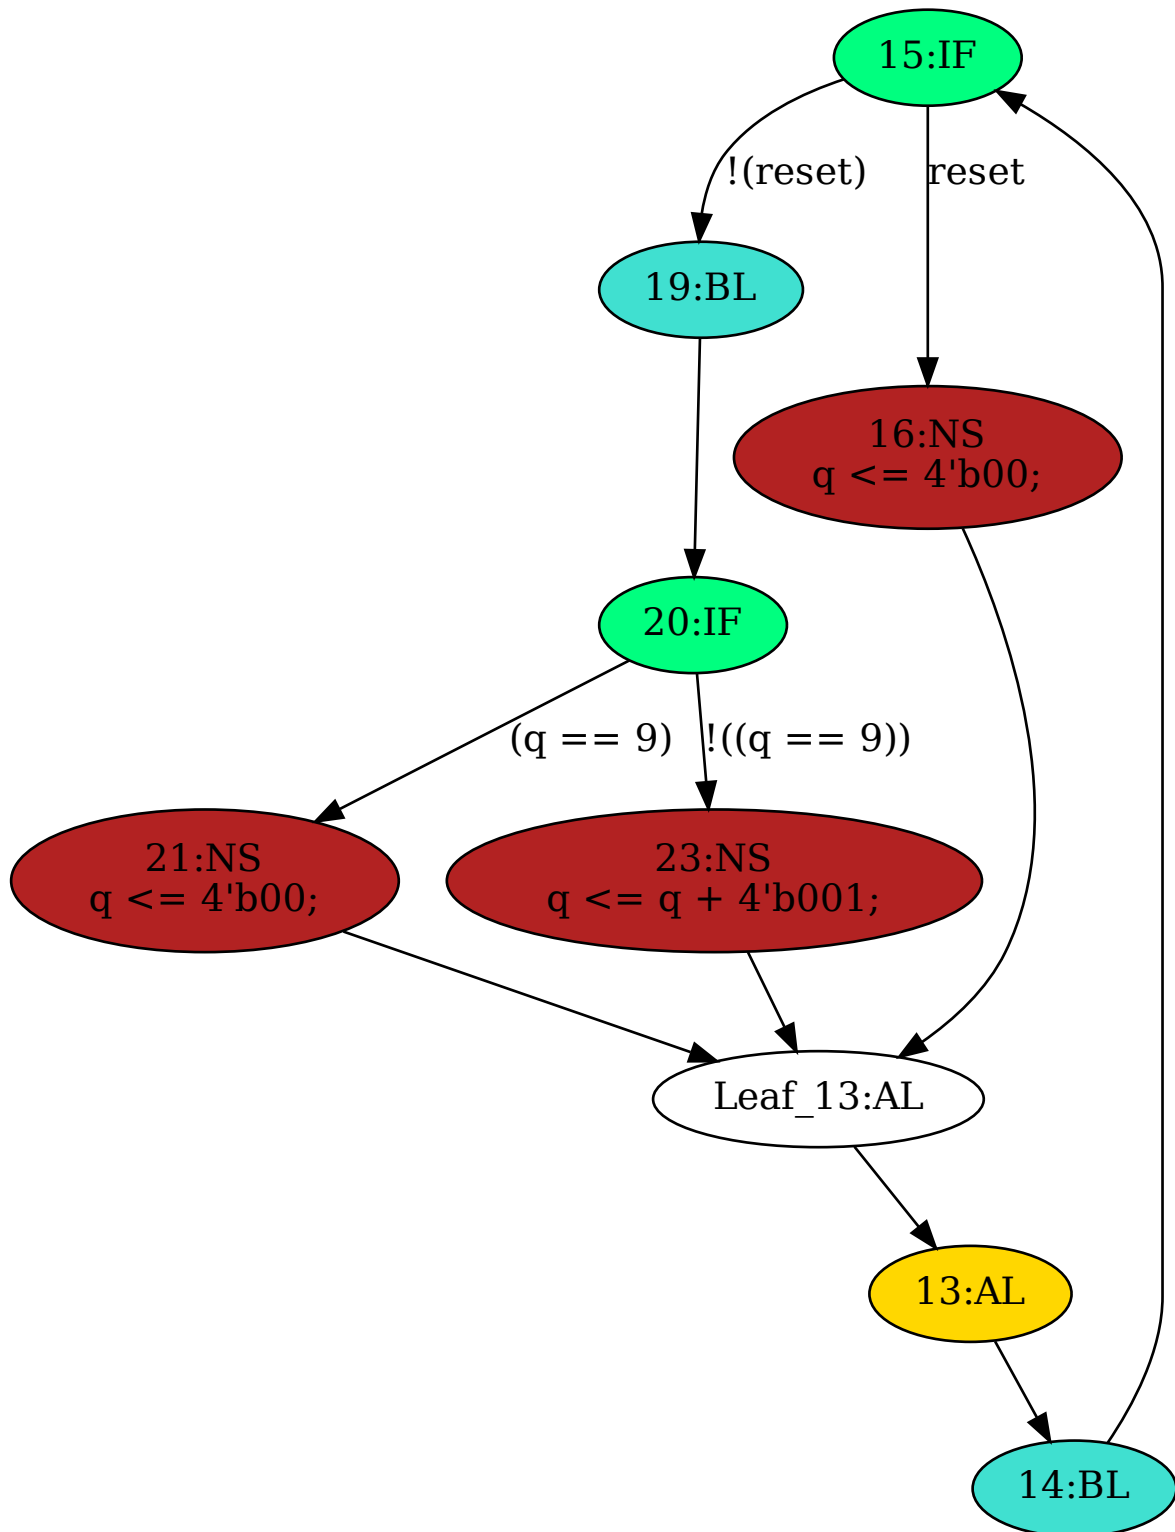 15:IF
!(reset)
reset
19:BL
16:NS
q <= 4'b00;
20:IF
(q == 9)
!((q == 9))
21:NS
q <= 4'b00;
23:NS
q <= q + 4'b001;
Leaf_13:AL
13:AL
14:BL